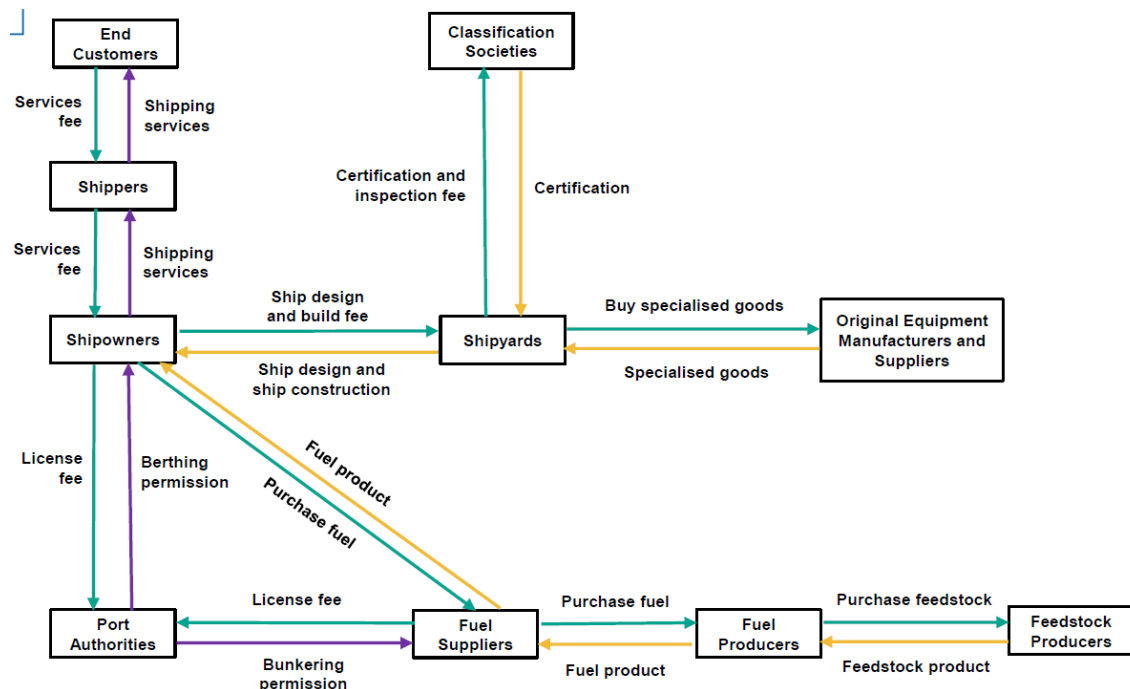 End
Customers
Classification
Societies
Services
fee
Shipping
services
Shippers
Certification and
inspection fee
Certification
Services
fee
Shipping
services
Ship design
and build fee
Buy specialised goods
Shipowners
Shipyards
Original Equipment
Manufacturers and
Suppliers
Ship design and
ship construction
Specialised goods
License
fee
Berthing
permission
Fuel product
Purchase fuel
License fee
Purchase fuel
Purchase feedstock
Port
Authorities
Fuel
Suppliers
Fuel
Producers
Feedstock
Producers
Bunkering
permission
Fuel product
Feedstock product